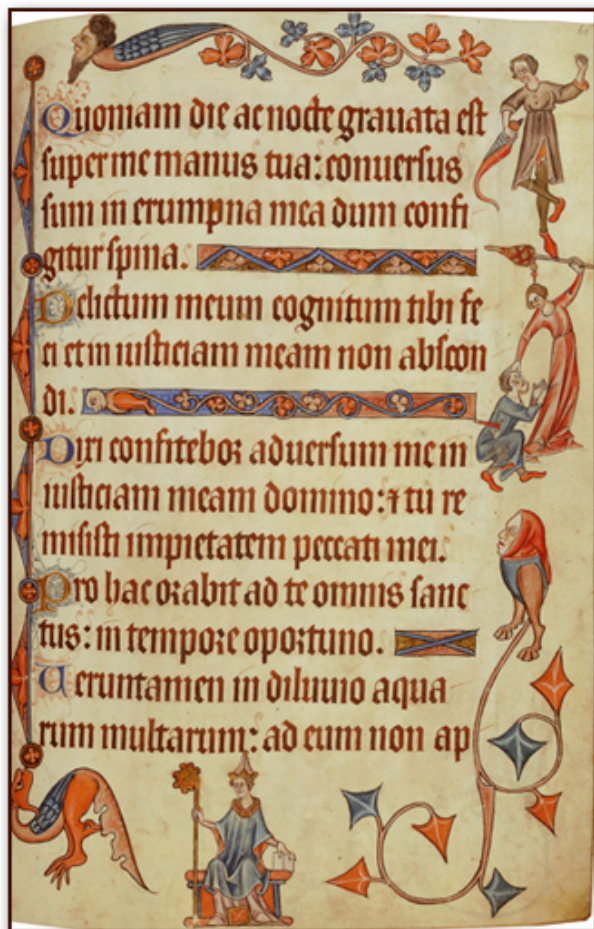 Quoniam die ac nocte grauata est
super me manus tua: conuersus
sum in erumpna mea dum confi
gitur spina.
Delictum meum cognitum tibi fe
ci et in iusticiam meam non abscon
di.
Dixi confitebor aduersum me in
iusticiam meam domino: ⁊ tu re
misisti impietatem peccati mei.
Pro hac orabit ad te omnis sanc
tus: in tempore oportuno.
Ueruntamen in diluuio aqua
rum multarum: ad eum non ap